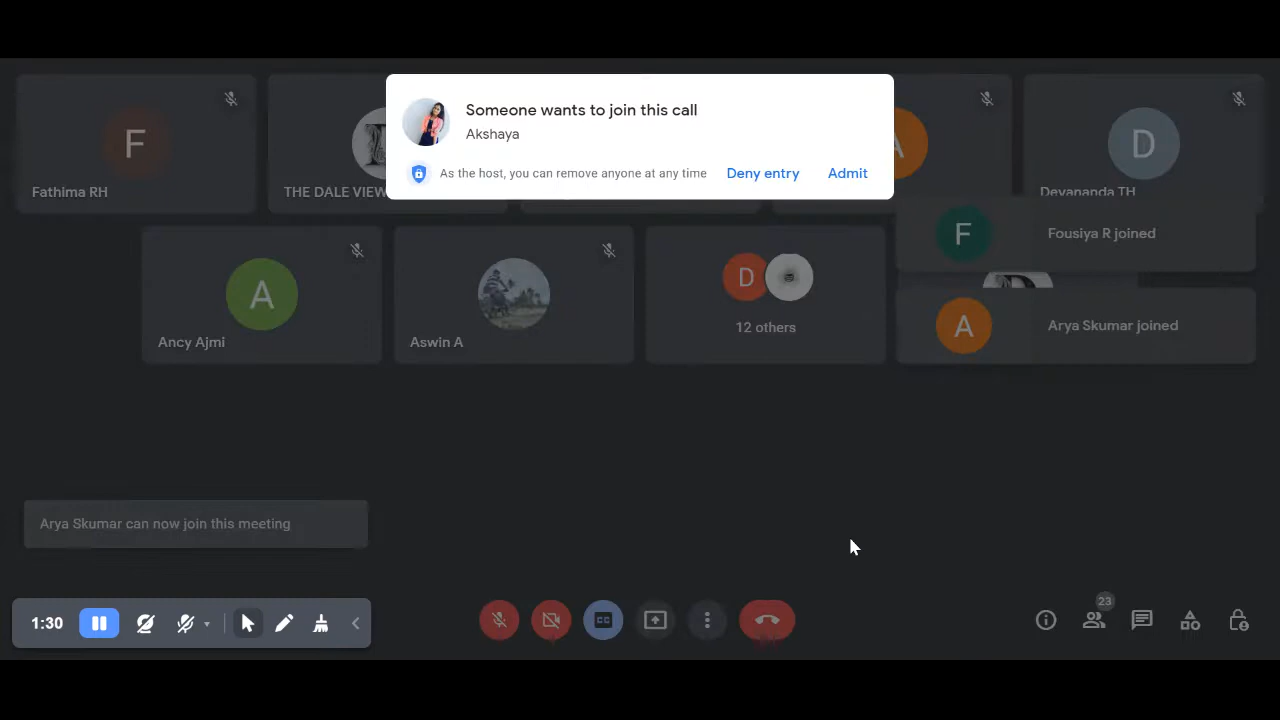 Someone wants to join this call
Akshaya
As the host, you can remove anyone at any time
Deny entry
Admit
F
Fathima RH
THE DALE VIEW
A
D
Devananda TH
F
Fousiya R joined
A
Ancy Ajmi
Aswin A
D
12 others
A
Arya Skumar joined
Arya Skumar can now join this meeting
1:30
CC
23